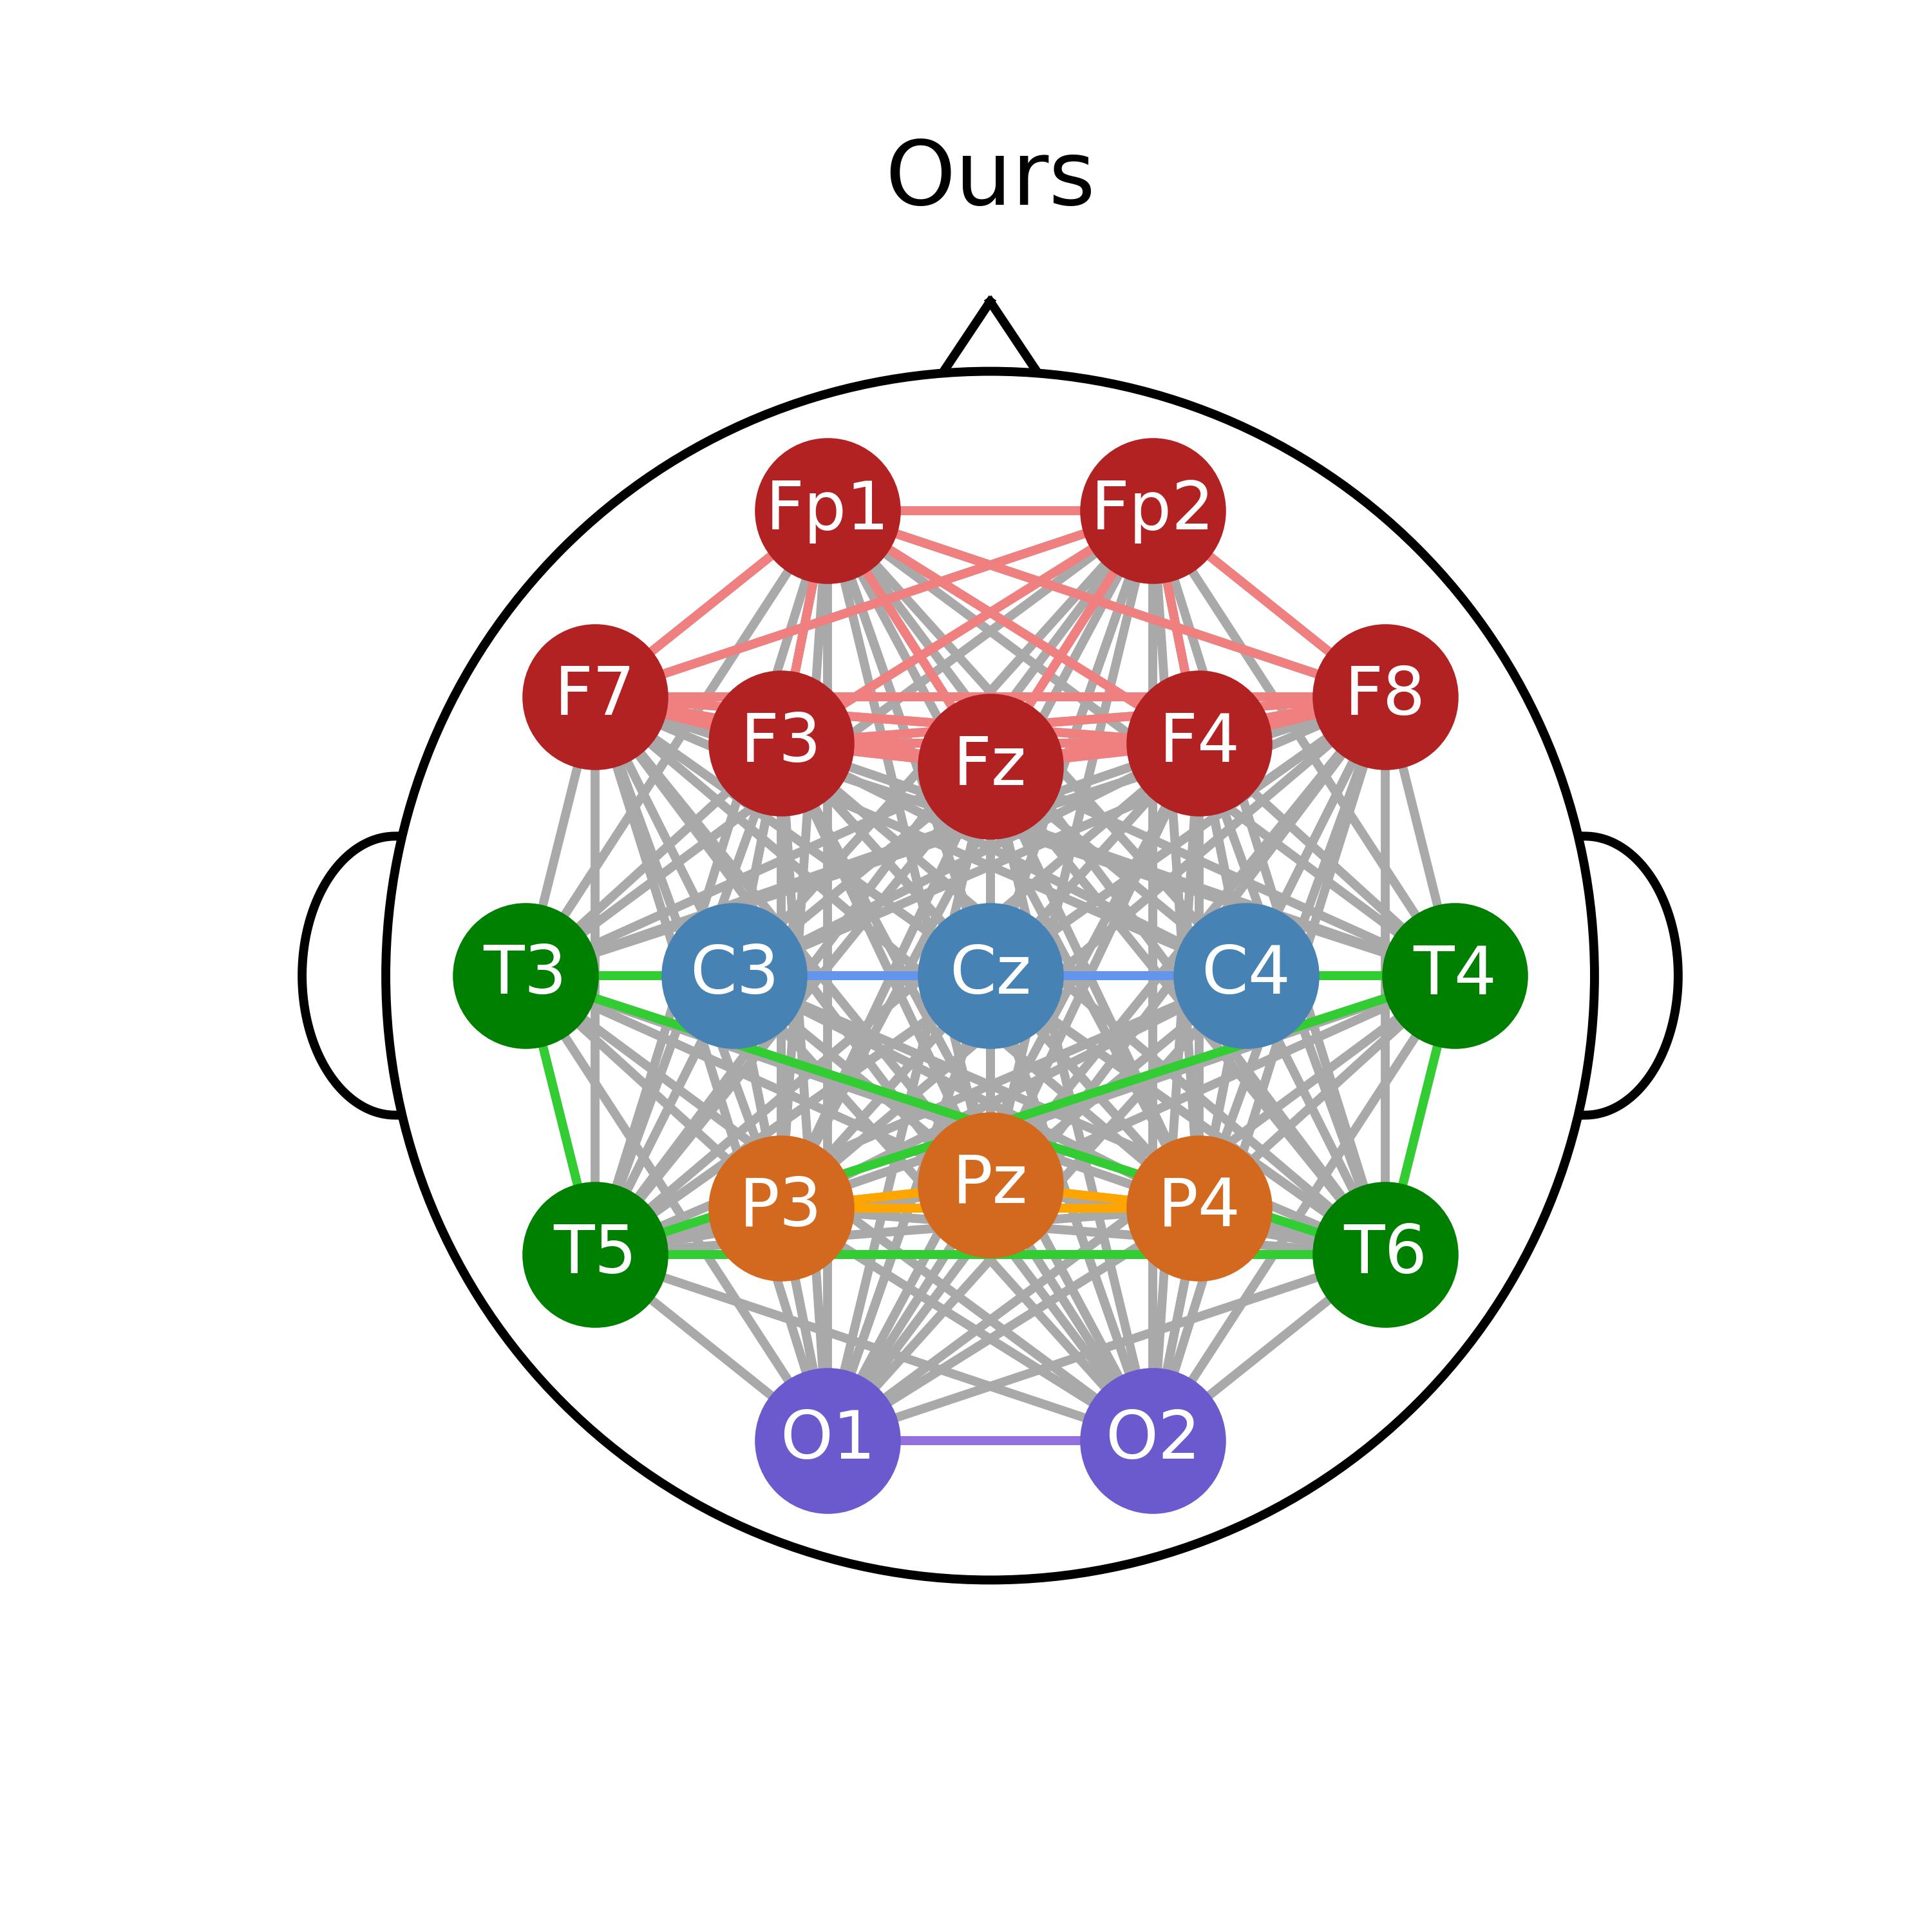 Ours
Fp1 Fp2
F7 F3 Fz F4 F8
T3 C3 Cz C4 T4
T5 P3 Pz P4 T6
O1 O2